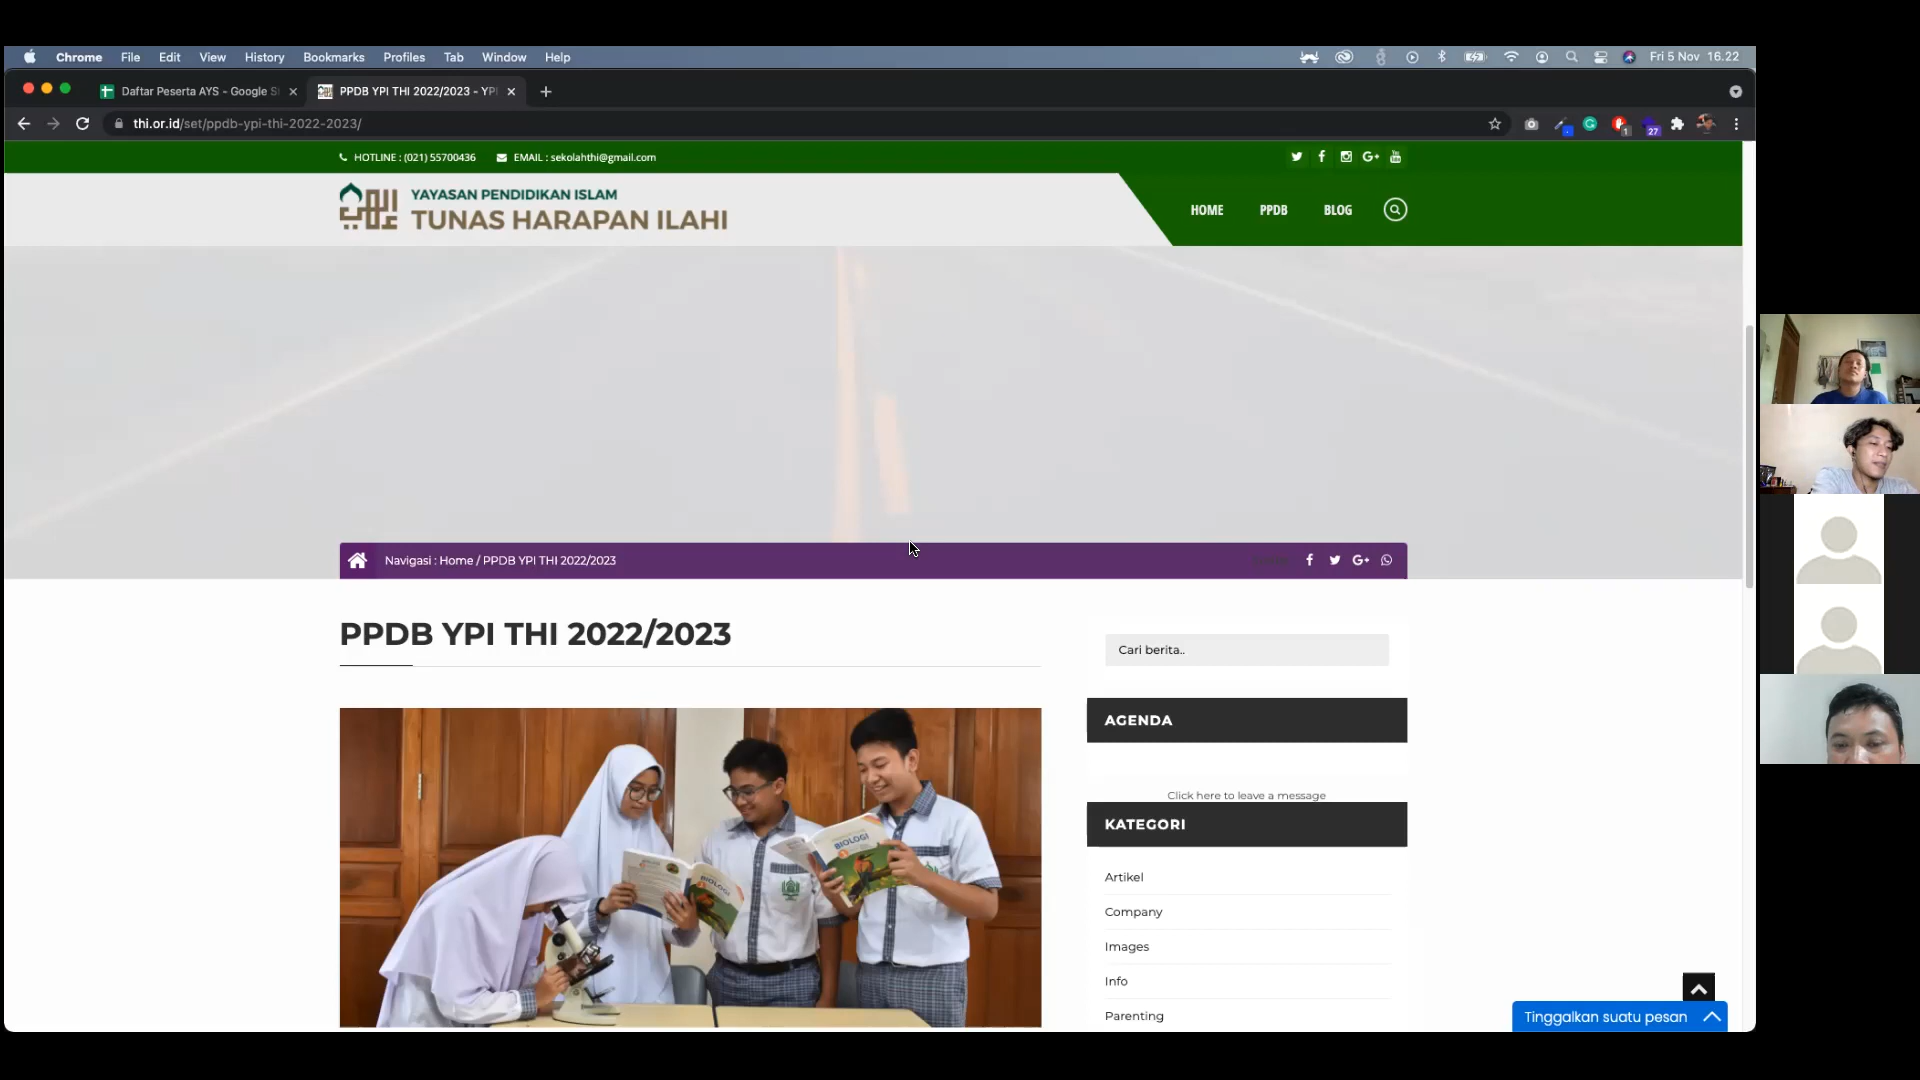 Chrome File Edit View History Bookmarks Profiles Tab Window Help Fri 5 Nov 16.22
Daftar Peserta AYS - Google S
PPDB YPI THI 2022/2023 - YPI
thi.or.id/set/ppdb-ypi-thi-2022-2023/
1 27
HOTLINE : (021) 55700436 EMAIL : sekolahthi@gmail.com
YAYASAN PENDIDIKAN ISLAM
TUNAS HARAPAN ILAHI
HOME PPDB BLOG
Navigasi : Home / PPDB YPI THI 2022/2023
PPDB YPI THI 2022/2023
Cari berita..
AGENDA
Click here to leave a message
KATEGORI
Artikel
Company
Images
Info
Parenting
BIOLOGI
BIOLOGI
Tinggalkan suatu pesan